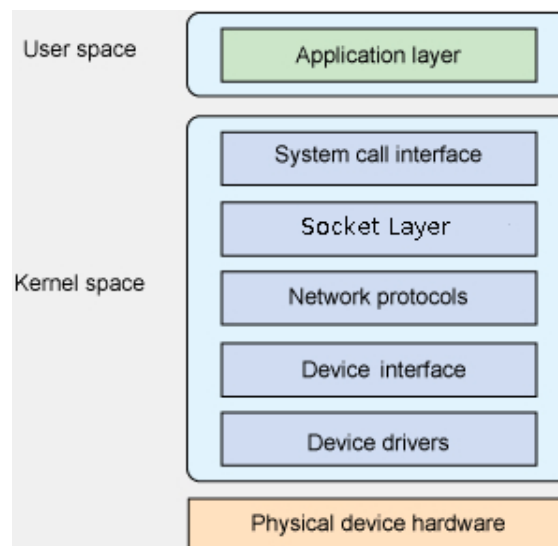 User space
Application layer
System call interface
Socket Layer
Kernel space
Network protocols
Device interface
Device drivers
Physical device hardware